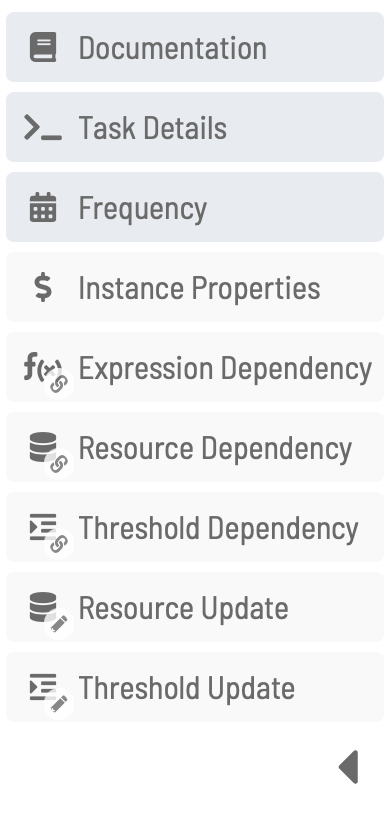 Documentation
Task Details
Frequency
Instance Properties
Expression Dependency
Resource Dependency
Threshold Dependency
Resource Update
Threshold Update